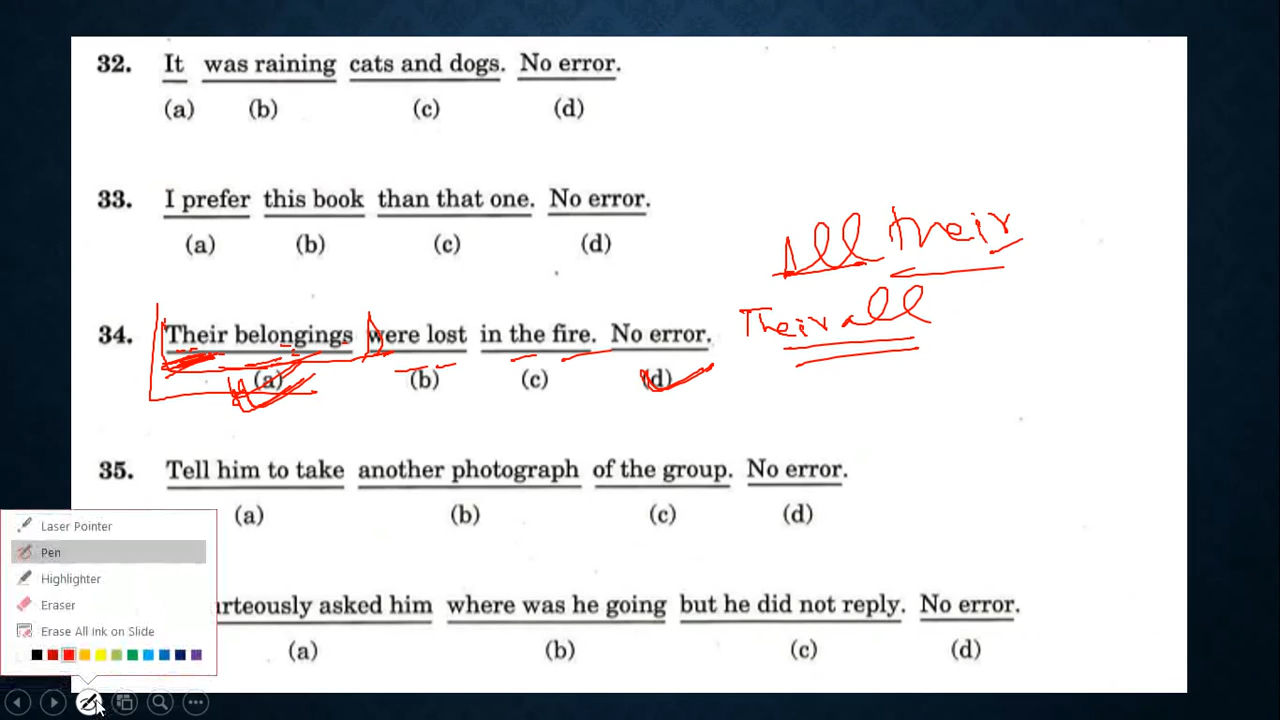 32. It was raining cats and dogs. No error.
(a) (b) (c) (d)
33. I prefer this book than that one. No error.
(a) (b) (c) (d)
All their
Their all
34. Their belongings were lost in the fire. No error.
(a) (b) (c) (d)
35. Tell him to take another photograph of the group. No error.
(a) (b) (c) (d)
Laser Pointer
Pen
Highlighter
Eraser
Erase All Ink on Slide
urteously asked him where was he going but he did not reply. No error.
(a) (b) (c) (d)